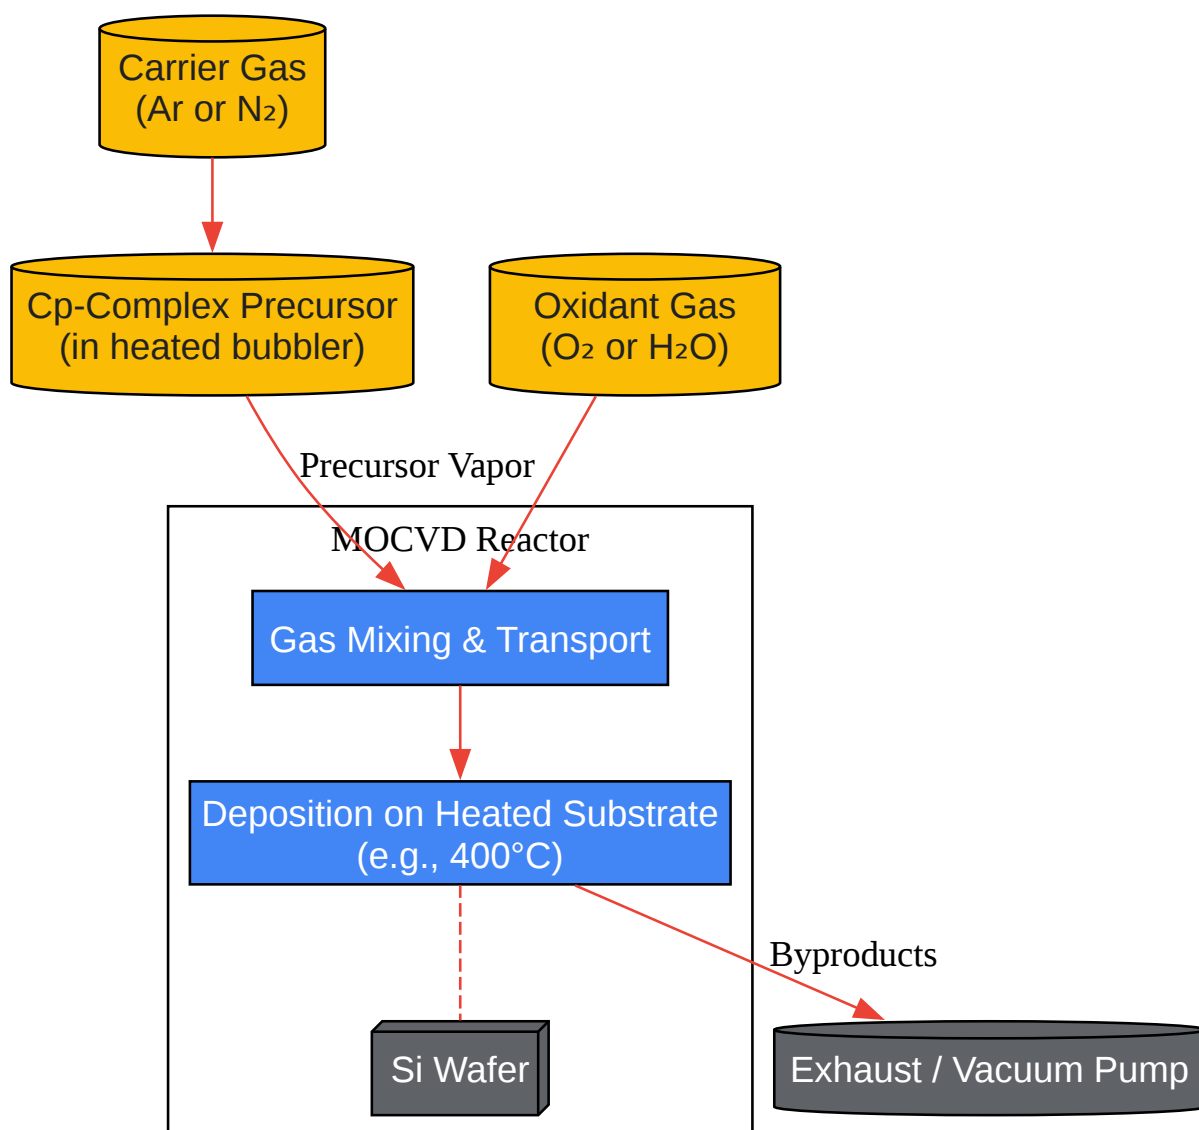 Carrier Gas
(Ar or N₂)
Cp-Complex Precursor
(in heated bubbler)
Oxidant Gas
(O₂ or H₂O)
Precursor Vapor
MOCVD Reactor
Gas Mixing & Transport
Deposition on Heated Substrate
(e.g., 400°C)
Byproducts
Si Wafer
Exhaust / Vacuum Pump